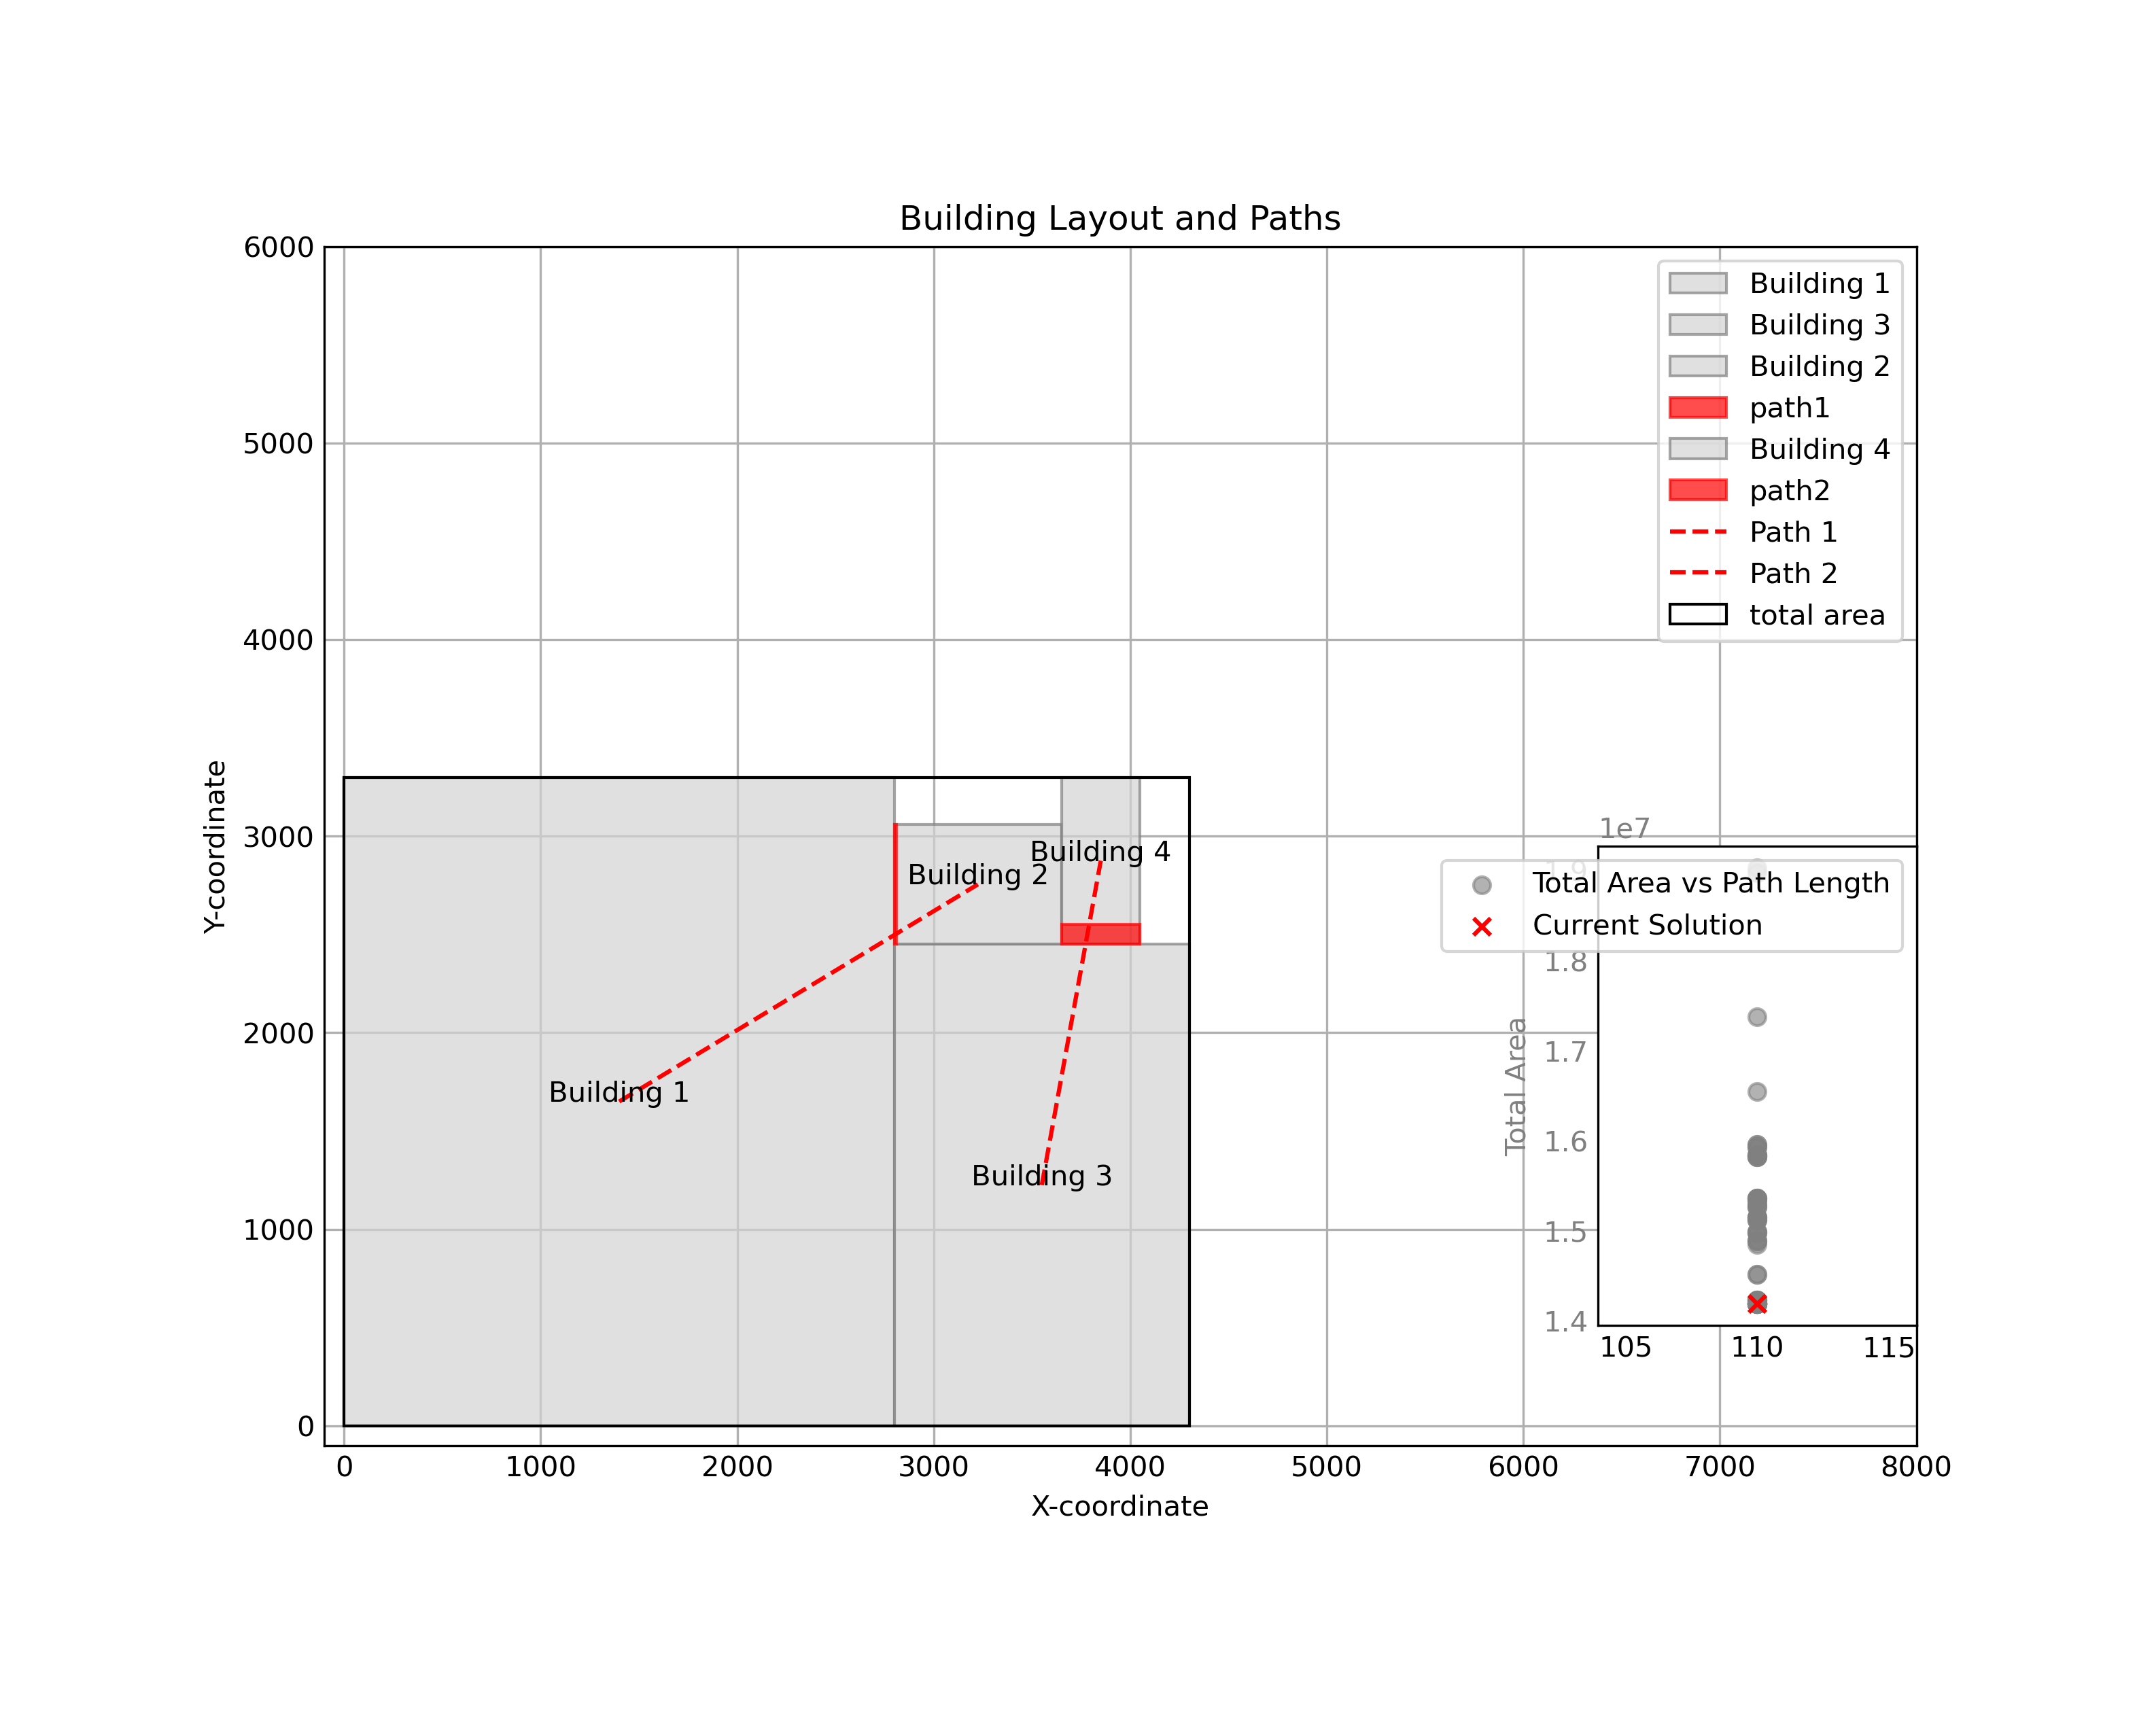 Building Layout and Paths
6000
5000
4000
3000
2000
1000
0
Y-coordinate
0
1000
2000
3000
4000
5000
6000
7000
8000
X-coordinate
Building 1
Building 3
Building 2
path1
Building 4
path2
Path 1
Path 2
total area
Building 4
Building 2
Building 1
Building 3
1e7
Total Area vs Path Length
Current Solution
1.9
1.8
1.7
1.6
1.5
1.4
Total Area
105
110
115